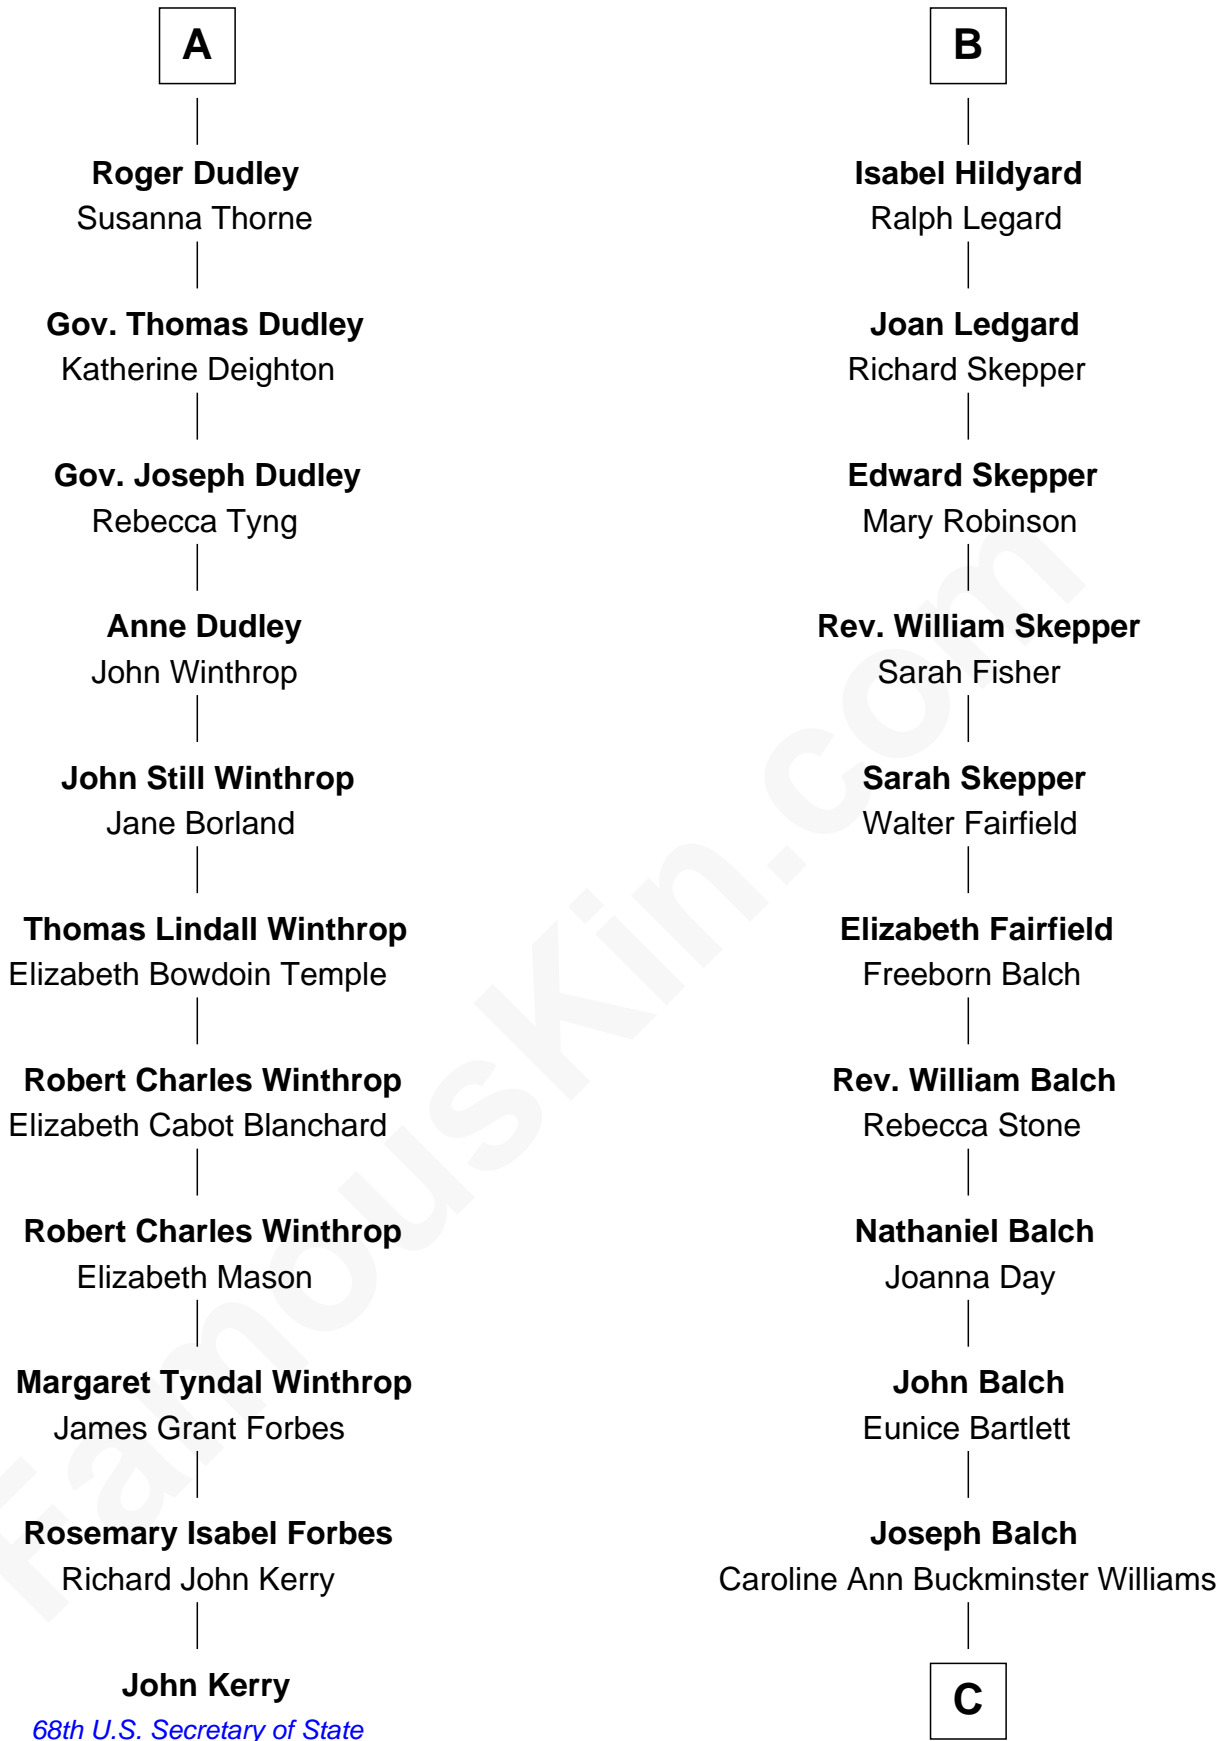 A
Roger Dudley
Susanna Thorne
Gov. Thomas Dudley
Katherine Deighton
Gov. Joseph Dudley
Rebecca Tyng
Anne Dudley
John Winthrop
John Still Winthrop
Jane Borland
Thomas Lindall Winthrop
Elizabeth Bowdoin Temple
Robert Charles Winthrop
Elizabeth Cabot Blanchard
Robert Charles Winthrop
Elizabeth Mason
Margaret Tyndal Winthrop
James Grant Forbes
Rosemary Isabel Forbes
Richard John Kerry
John Kerry
68th U.S. Secretary of State
B
Isabel Hildyard
Ralph Legard
Joan Ledgard
Richard Skepper
Edward Skepper
Mary Robinson
Rev. William Skepper
Sarah Fisher
Sarah Skepper
Walter Fairfield
Elizabeth Fairfield
Freeborn Balch
Rev. William Balch
Rebecca Stone
Nathaniel Balch
Joanna Day
John Balch
Eunice Bartlett
Joseph Balch
Caroline Ann Buckminster Williams
C
FamousKin.com